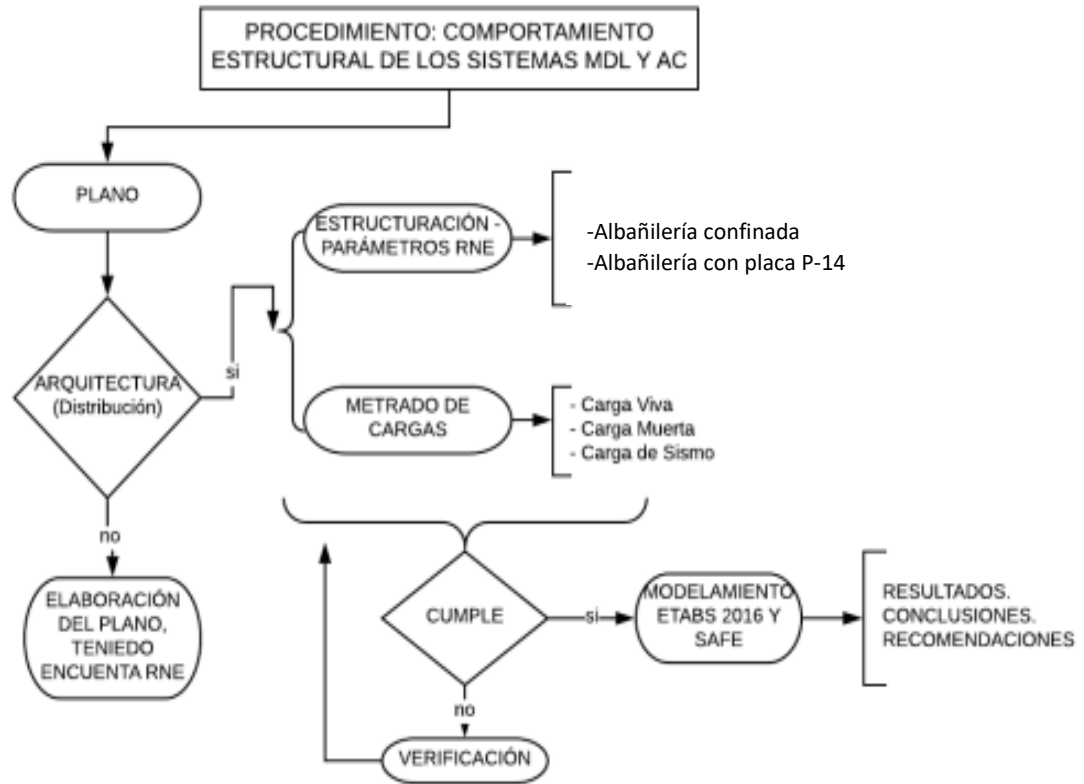 PROCEDIMIENTO: COMPORTAMIENTO
ESTRUCTURAL DE LOS SISTEMAS MDL Y AC
PLANO
ARQUITECTURA
(Distribución)
si
no
ELABORACIÓN
DEL PLANO,
TENIEDO
ENCUENTA RNE
ESTRUCTURACIÓN -
PARÁMETROS RNE
-Albañilería confinada
-Albañilería con placa P-14
METRADO DE
CARGAS
- Carga Viva
- Carga Muerta
- Carga de Sismo
CUMPLE
si
no
VERIFICACIÓN
MODELAMIENTO
ETABS 2016 Y
SAFE
RESULTADOS.
CONCLUSIONES.
RECOMENDACIONES